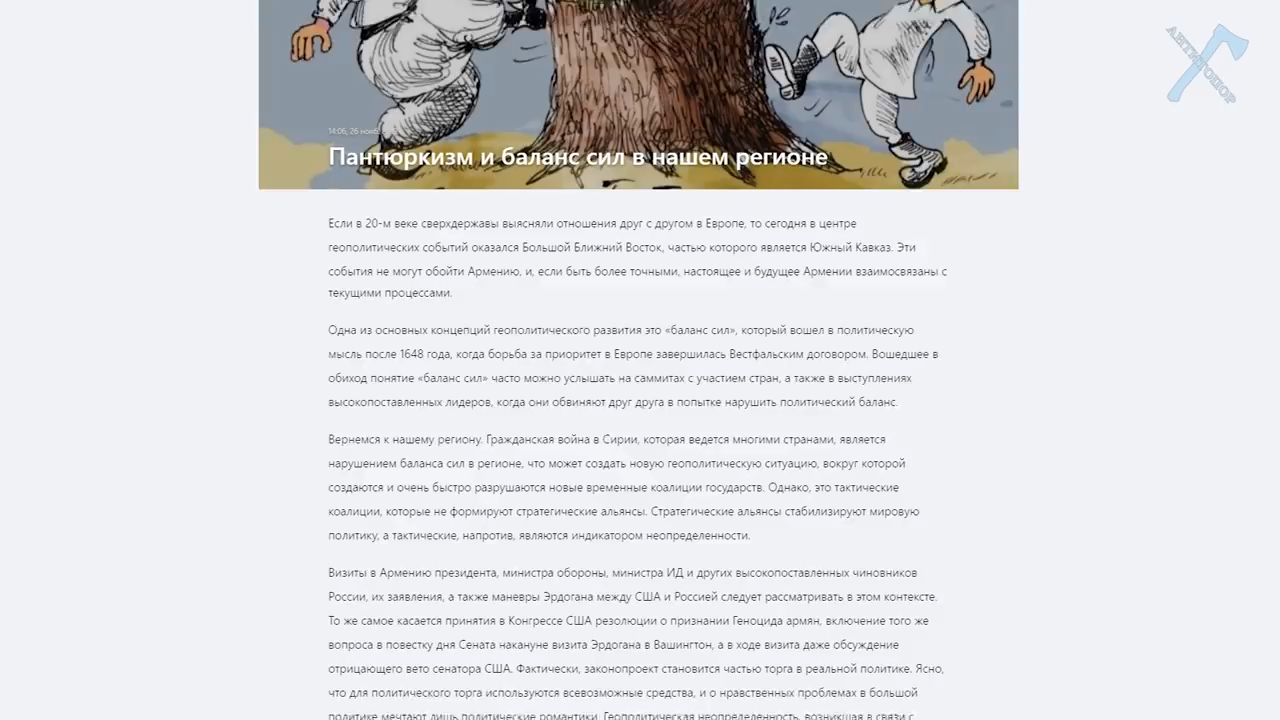 АНТИТОПОР
14:06, 26
Пантюркизм и баланс сил в нашем регионе
Если в 20-м веке сверхдержавы выясняли отношения друг с другом в Европе, то сегодня в центре
геополитических событий оказался Большой Ближний Восток, частью которого является Южный Кавказ. Эти
события не могут обойти Армению, и, если быть более точными, настоящее и будущее Армении взаимосвязаны с
текущими процессами.
Одна из основных концепций геополитического развития это «баланс сил», который вошел в политическую
мысль после 1648 года, когда борьба за приоритет в Европе завершилась Вестфальским договором. Вошедшее в
обиход понятие «баланс сил» часто можно услышать на саммитах с участием стран, а также в выступлениях
высокопоставленных лидеров, когда они обвиняют друг друга в попытке нарушить политический баланс.
Вернемся к нашему региону. Гражданская война в Сирии, которая ведется многими странами, является
нарушением баланса сил в регионе, что может создать новую геополитическую ситуацию, вокруг которой
создаются и очень быстро разрушаются новые временные коалиции государств. Однако, это тактические
коалиции, которые не формируют стратегические альянсы. Стратегические альянсы стабилизируют мировую
политику, а тактические, напротив, являются индикатором неопределенности.
Визиты в Армению президента, министра обороны, министра ИД и других высокопоставленных чиновников
России, их заявления, а также маневры Эрдогана между США и Россией следует рассматривать в этом контексте.
То же самое касается принятия в Конгрессе США резолюции о признании Геноцида армян, включение того же
вопроса в повестку дня Сената накануне визита Эрдогана в Вашингтон, а в ходе визита даже обсуждение
отрицающего вето сенатора США. Фактически, законопроект становится частью торга в реальной политике. Ясно,
что для политического торга используются всевозможные средства, и о нравственных проблемах в большой
политике мечтают лишь политические романтики. Геополитическая неопределенность, возникшая в связи с